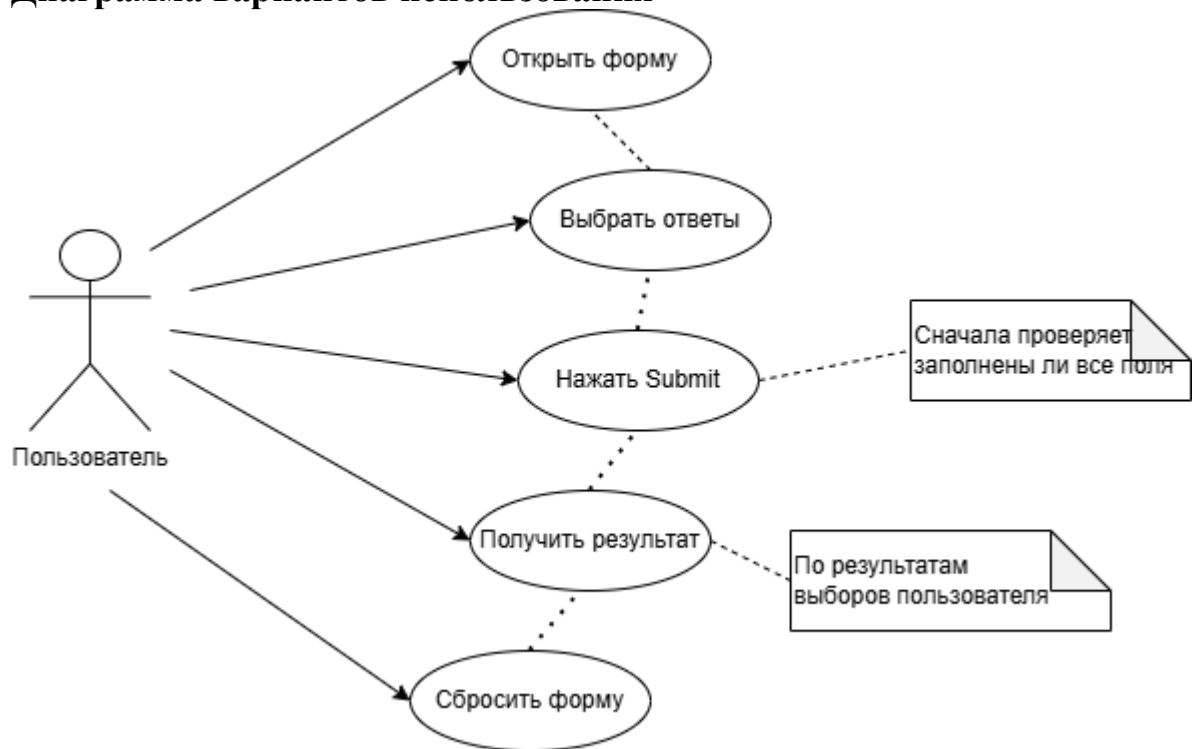 Диаграмма вариантов использования
Открыть форму
Выбрать ответы
Сначала проверяет
заполнены ли все поля
Нажать Submit
Пользователь
Получить результат
По результатам
выборов пользователя
Сбросить форму